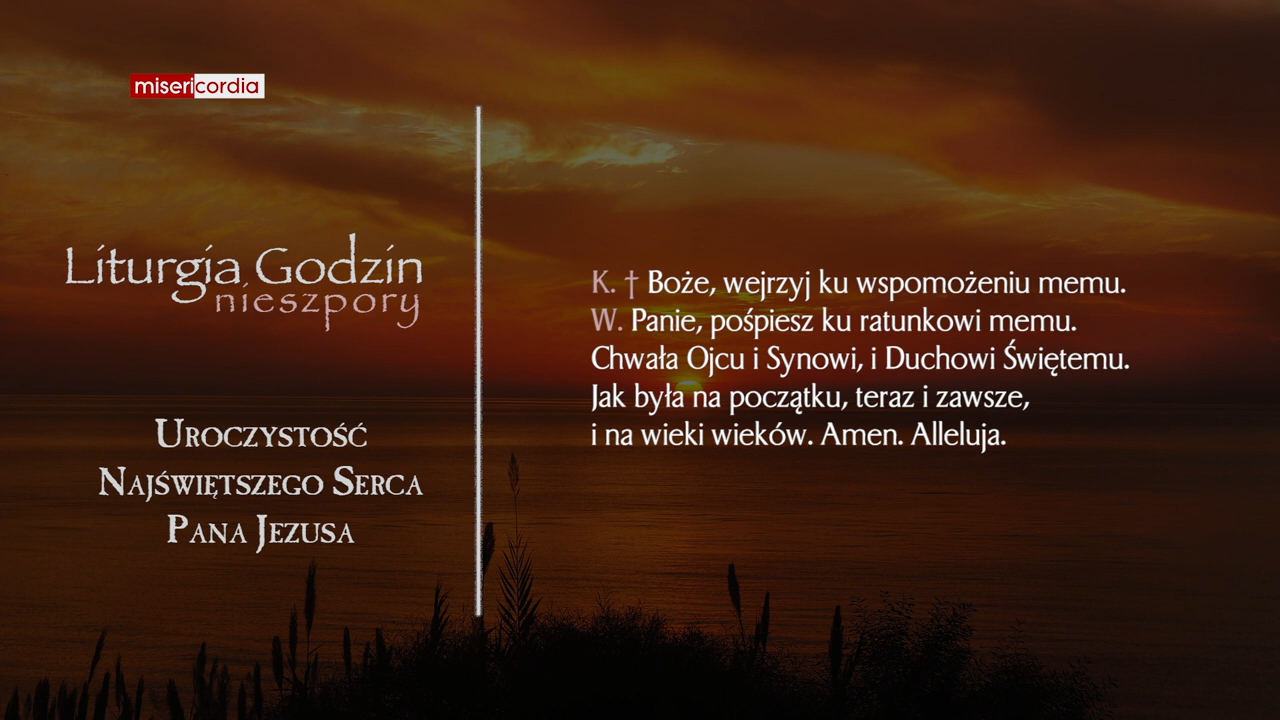 misericordia
Liturgia Godzin
nieszpory
Uroczystość
Najświętszego Serca
Pana Jezusa
K. † Boże, wejrzyj ku wspomożeniu memu.
W. Panie, pośpiesz ku ratunkowi memu.
Chwała Ojcu i Synowi, i Duchowi Świętemu.
Jak była na początku, teraz i zawsze,
i na wieki wieków. Amen. Alleluja.